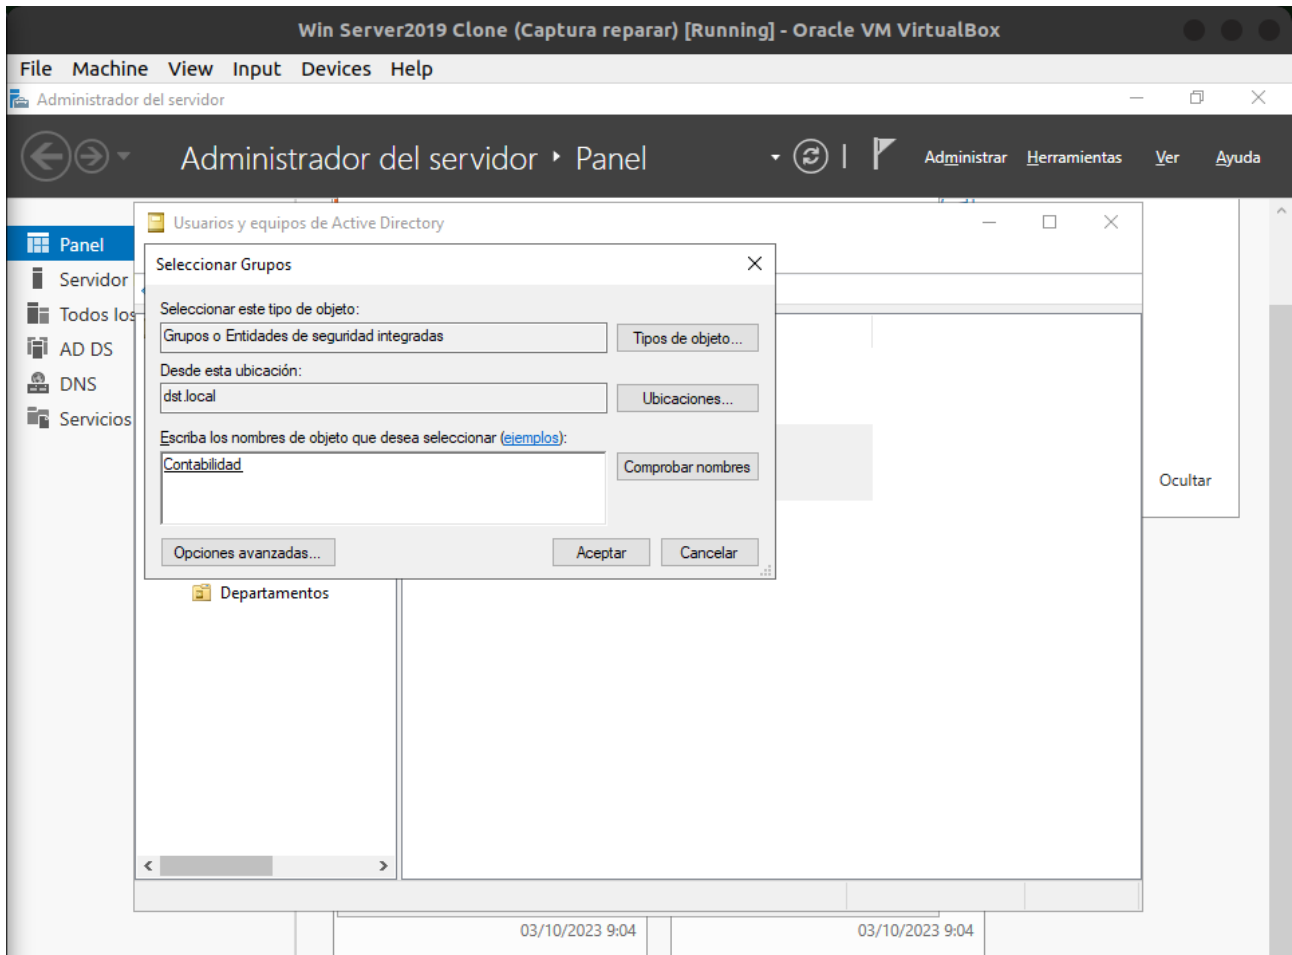 Win Server2019 Clone (Captura reparar) [Running] - Oracle VM VirtualBox
File Machine View Input Devices Help
Administrador del servidor
Administrador del servidor Panel
Administrar Herramientas Ver Ayuda
Panel
Servidor
Todos los
AD DS
DNS
Servicios
Usuarios y equipos de Active Directory
Seleccionar Grupos
Seleccionar este tipo de objeto:
Grupos o Entidades de seguridad integradas
Tipos de objeto...
Desde esta ubicación:
dst.local
Ubicaciones...
Escriba los nombres de objeto que desea seleccionar (ejemplos):
Contabilidad
Comprobar nombres
Opciones avanzadas...
Aceptar
Cancelar
Departamentos
Ocultar
03/10/2023 9:04
03/10/2023 9:04